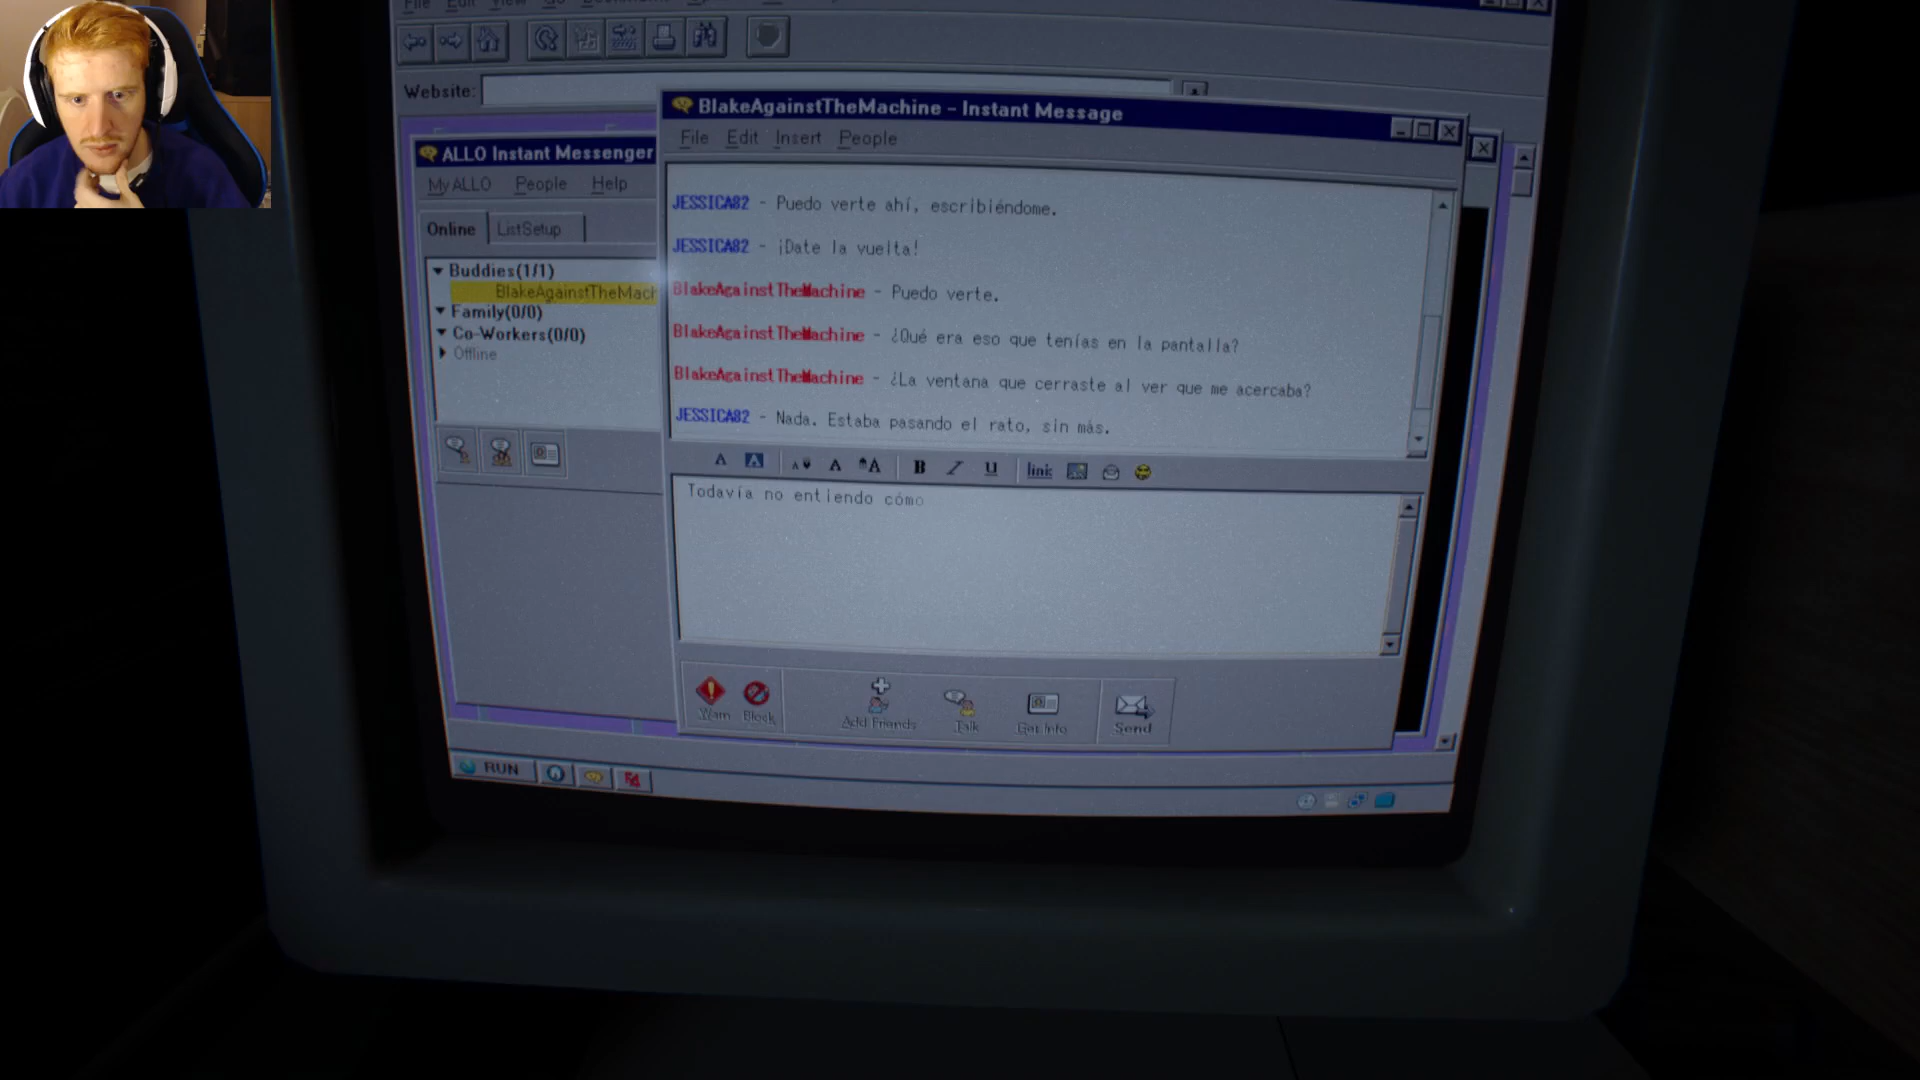 File Edit View Go
Website:
BlakeAgainstTheMachine - Instant Message
File Edit Insert People
ALLO Instant Messenger
My ALLO People Help
Online ListSetup
Buddies(1/1)
BlakeAgainstTheMach
Family(0/0)
Co-Workers(0/0)
Offline
JESSICA82 - Puedo verte ahí, escribiéndome.
JESSICA82 - ¡Date la vuelta!
BlakeAgainstTheMachine - Puedo verte.
BlakeAgainstTheMachine - ¿Qué era eso que tenías en la pantalla?
BlakeAgainstTheMachine - ¿La ventana que cerraste al ver que me acercaba?
JESSICA82 - Nada. Estaba pasando el rato, sin más.
A A A A A B I U link
Todavía no entiendo cómo
Warn Block Add Friends Talk Get Info Send
RUN